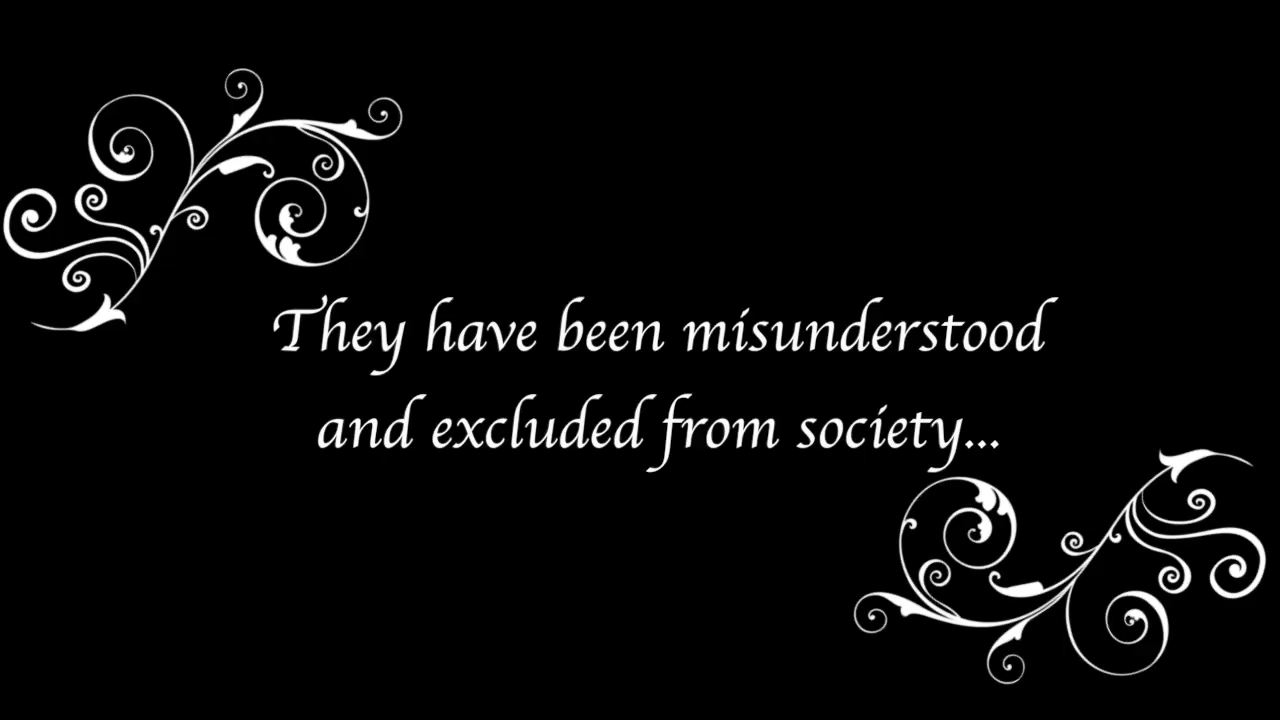 They have been misunderstood
and excluded from society...